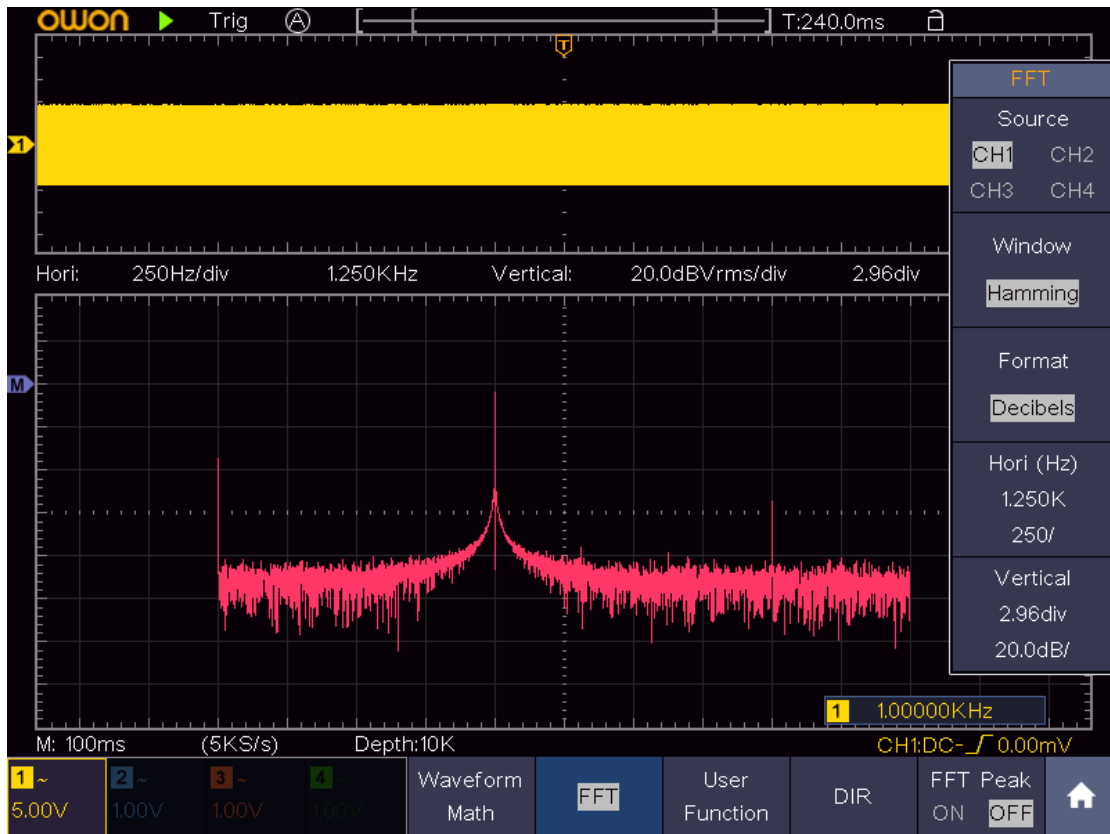 OWON Trig A T:240.0ms
T
FFT
Source
CH1 CH2
CH3 CH4
1
Window
Hamming
Hori: 250Hz/div 1.250KHz Vertical: 20.0dBVrms/div 2.96div
Format
Decibels
M
Hori (Hz)
1.250K
250/
Vertical
2.96div
20.0dB/
1 1.00000KHz
M: 100ms (5KS/s) Depth:10K CH1:DC- 0.00mV
1 ~ 2 ~ 3 ~ 4 ~
5.00V 1.00V 1.00V 1.00V
Waveform
Math
FFT
User
Function
DIR
FFT Peak
ON OFF